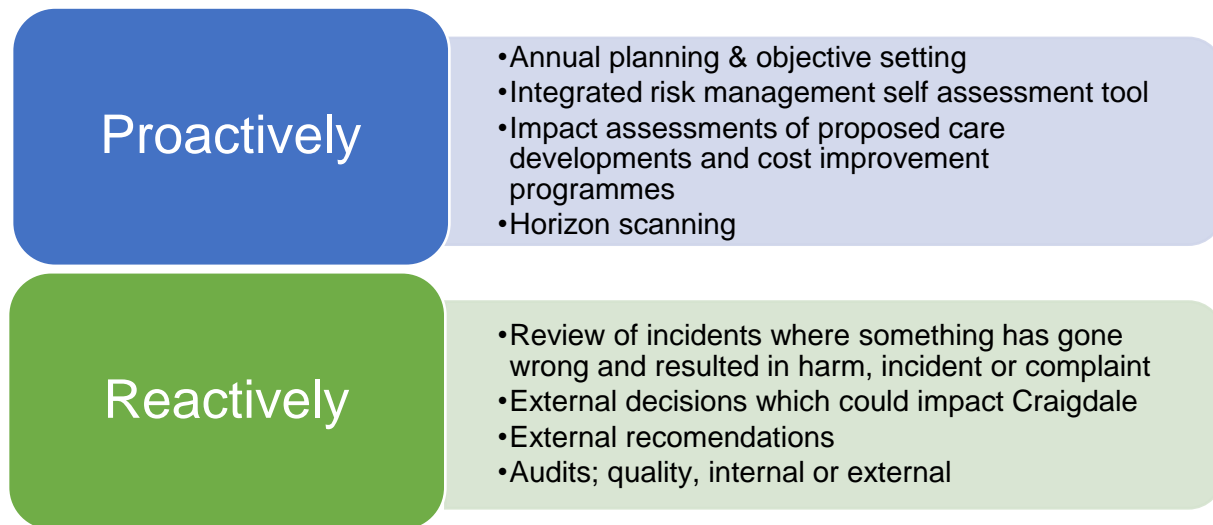 Proactively
•Annual planning & objective setting
•Integrated risk management self assessment tool
•Impact assessments of proposed care
developments and cost improvement
programmes
•Horizon scanning
Reactively
•Review of incidents where something has gone
wrong and resulted in harm, incident or complaint
•External decisions which could impact Craigdale
•External recomendations
•Audits; quality, internal or external